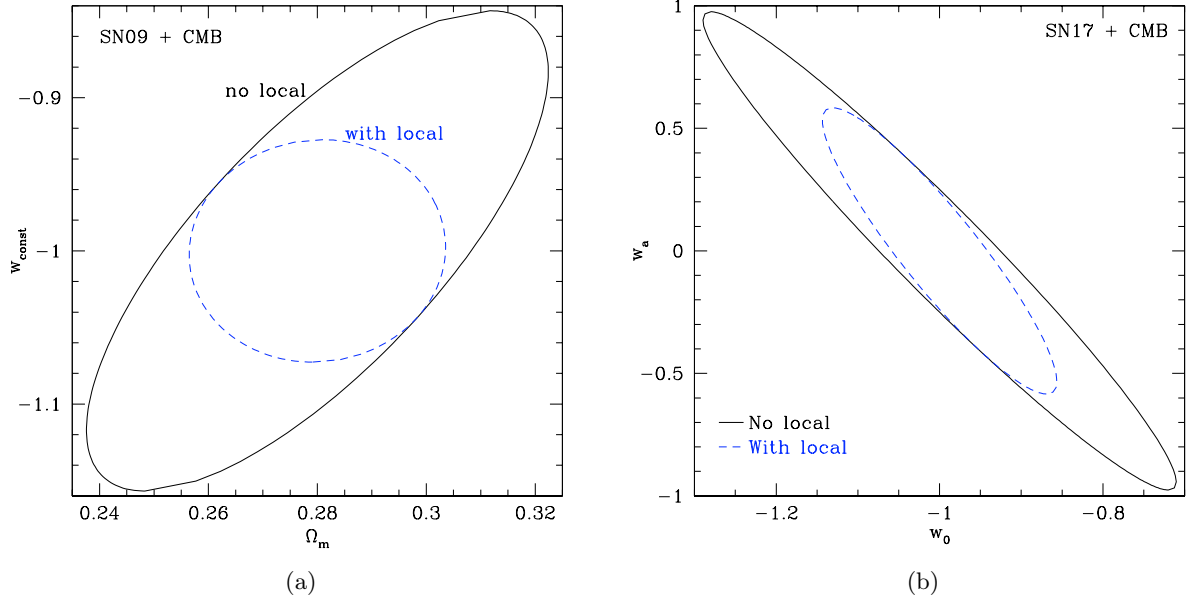 SN09 + CMB
no local
with local
−0.9
−1
−1.1
w_const
0.24
0.26
0.28
0.3
0.32
Ω_m
(a)
SN17 + CMB
1
0.5
0
−0.5
−1
w_a
No local
With local
−1.2
−1
−0.8
w_0
(b)